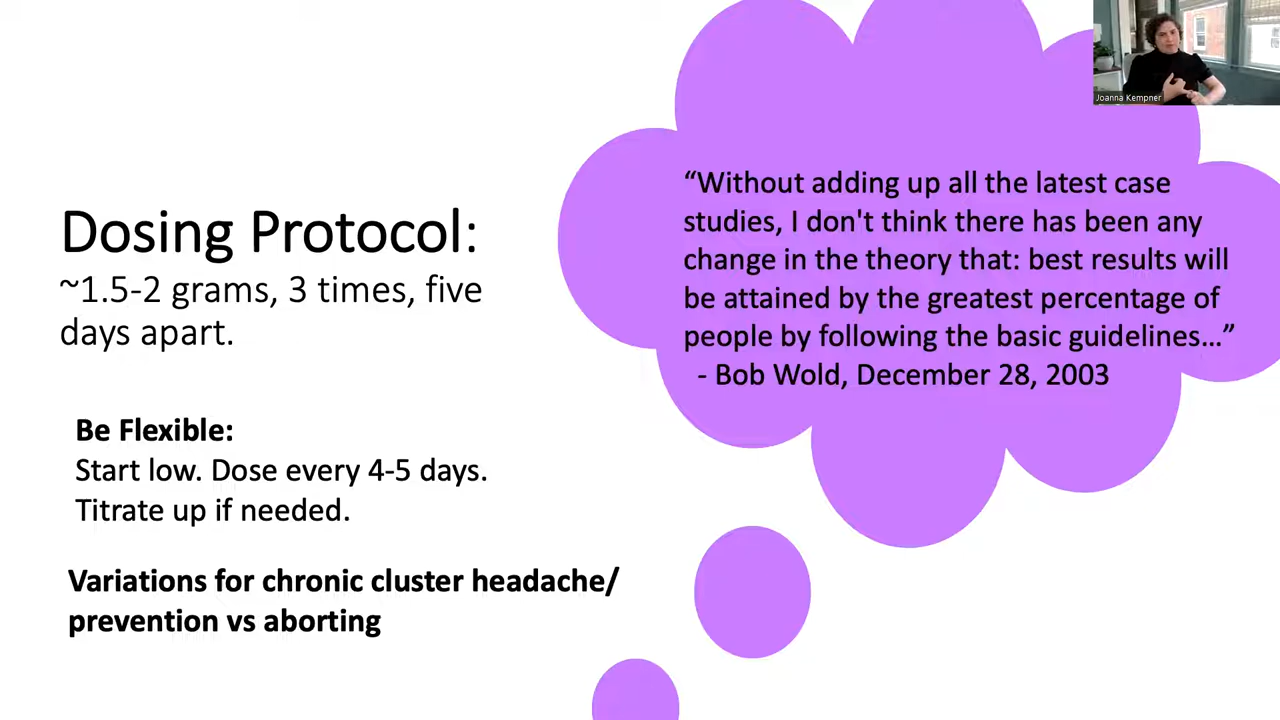 Joanna Kempner
Dosing Protocol:
~1.5-2 grams, 3 times, five
days apart.
Be Flexible:
Start low. Dose every 4-5 days.
Titrate up if needed.
Variations for chronic cluster headache/
prevention vs aborting
“Without adding up all the latest case
studies, I don't think there has been any
change in the theory that: best results will
be attained by the greatest percentage of
people by following the basic guidelines…”
- Bob Wold, December 28, 2003